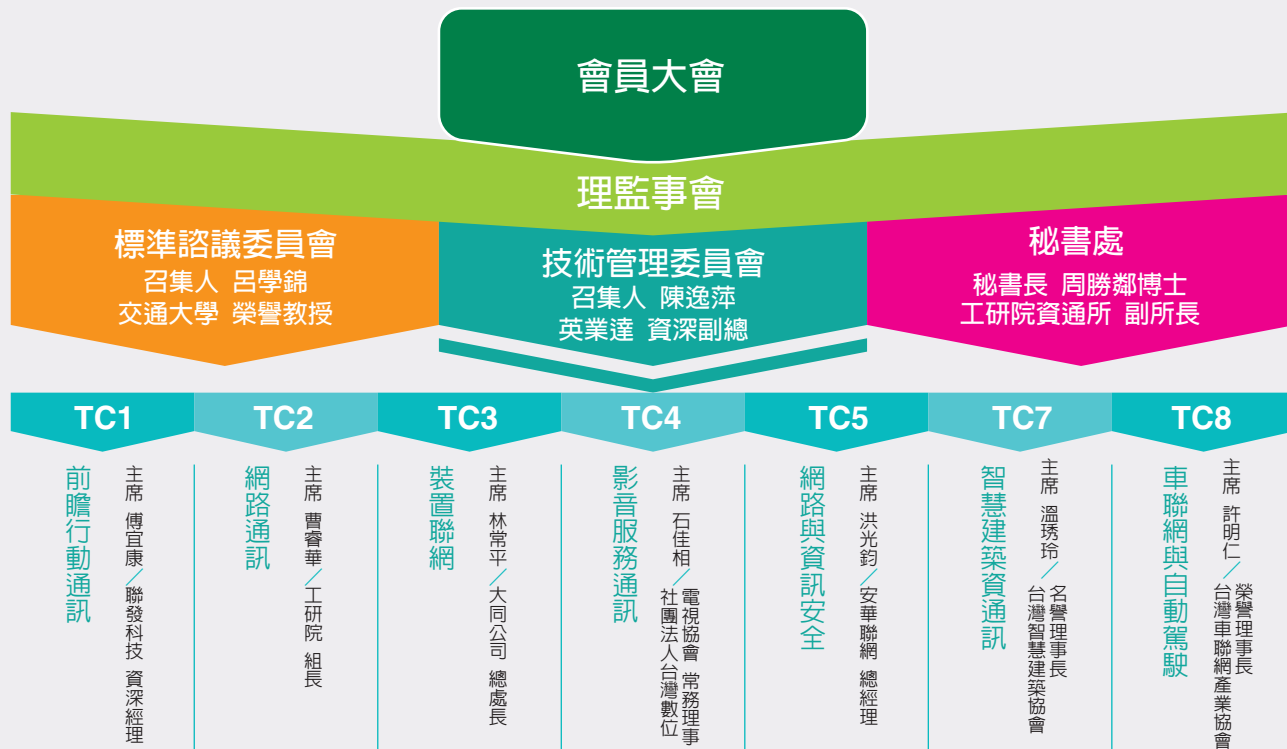 會員大會
理監事會
標準諮議委員會
召集人 呂學錦
交通大學 榮譽教授
技術管理委員會
召集人 陳逸萍
英業達 資深副總
秘書處
秘書長 周勝鄰博士
工研院資通所 副所長
TC1
前瞻行動通訊
主席 傅宜康／聯發科技 資深經理
TC2
網路通訊
主席 曹睿華／工研院 組長
TC3
裝置聯網
主席 林常平／大同公司 總處長
TC4
影音服務通訊
主席 石佳相／
社團法人台灣數位
電視協會 常務理事
TC5
網路與資訊安全
主席 洪光鈞／安華聯網 總經理
TC7
智慧建築資通訊
主席 溫琇玲／
台灣智慧建築協會
名譽理事長
TC8
車聯網與自動駕駛
主席 許明仁／
台灣車聯網產業協會
榮譽理事長